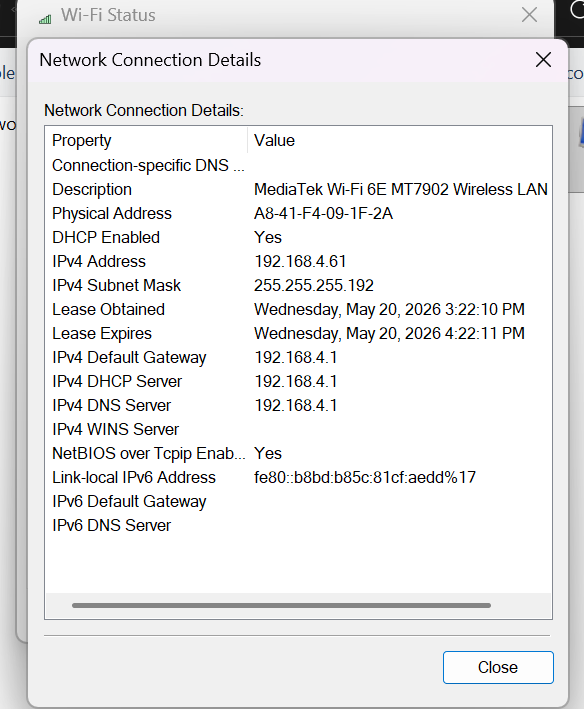 Wi-Fi Status
Network Connection Details
Network Connection Details:
Property Value
Connection-specific DNS ...
Description MediaTek Wi-Fi 6E MT7902 Wireless LAN
Physical Address A8-41-F4-09-1F-2A
DHCP Enabled Yes
IPv4 Address 192.168.4.61
IPv4 Subnet Mask 255.255.255.192
Lease Obtained Wednesday, May 20, 2026 3:22:10 PM
Lease Expires Wednesday, May 20, 2026 4:22:11 PM
IPv4 Default Gateway 192.168.4.1
IPv4 DHCP Server 192.168.4.1
IPv4 DNS Server 192.168.4.1
IPv4 WINS Server
NetBIOS over Tcpip Enab... Yes
Link-local IPv6 Address fe80::b8bd:b85c:81cf:aedd%17
IPv6 Default Gateway
IPv6 DNS Server
Close